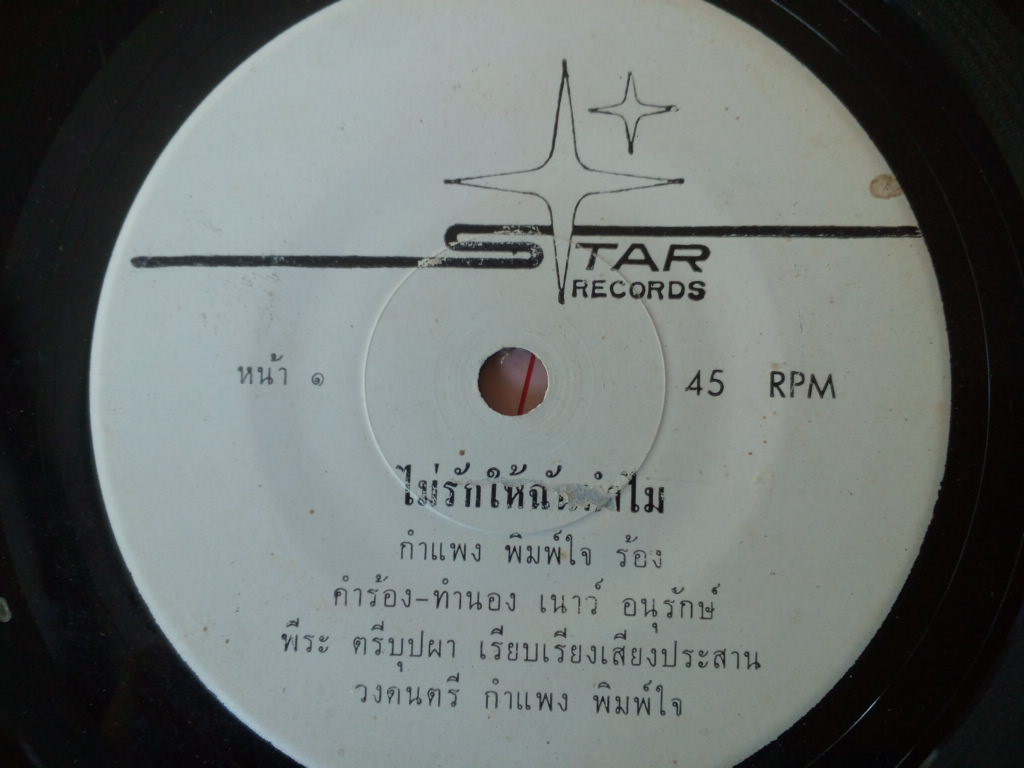 STAR
RECORDS
หน้า ๑
45 RPM
ไม่รักให้ฉันทำไม
กำแพง พิมพ์ใจ ร้อง
คำร้อง-ทำนอง เนาว์ อนุรักษ์
พีระ ตรีบุปผา เรียบเรียงเสียงประสาน
วงดนตรี กำแพง พิมพ์ใจ